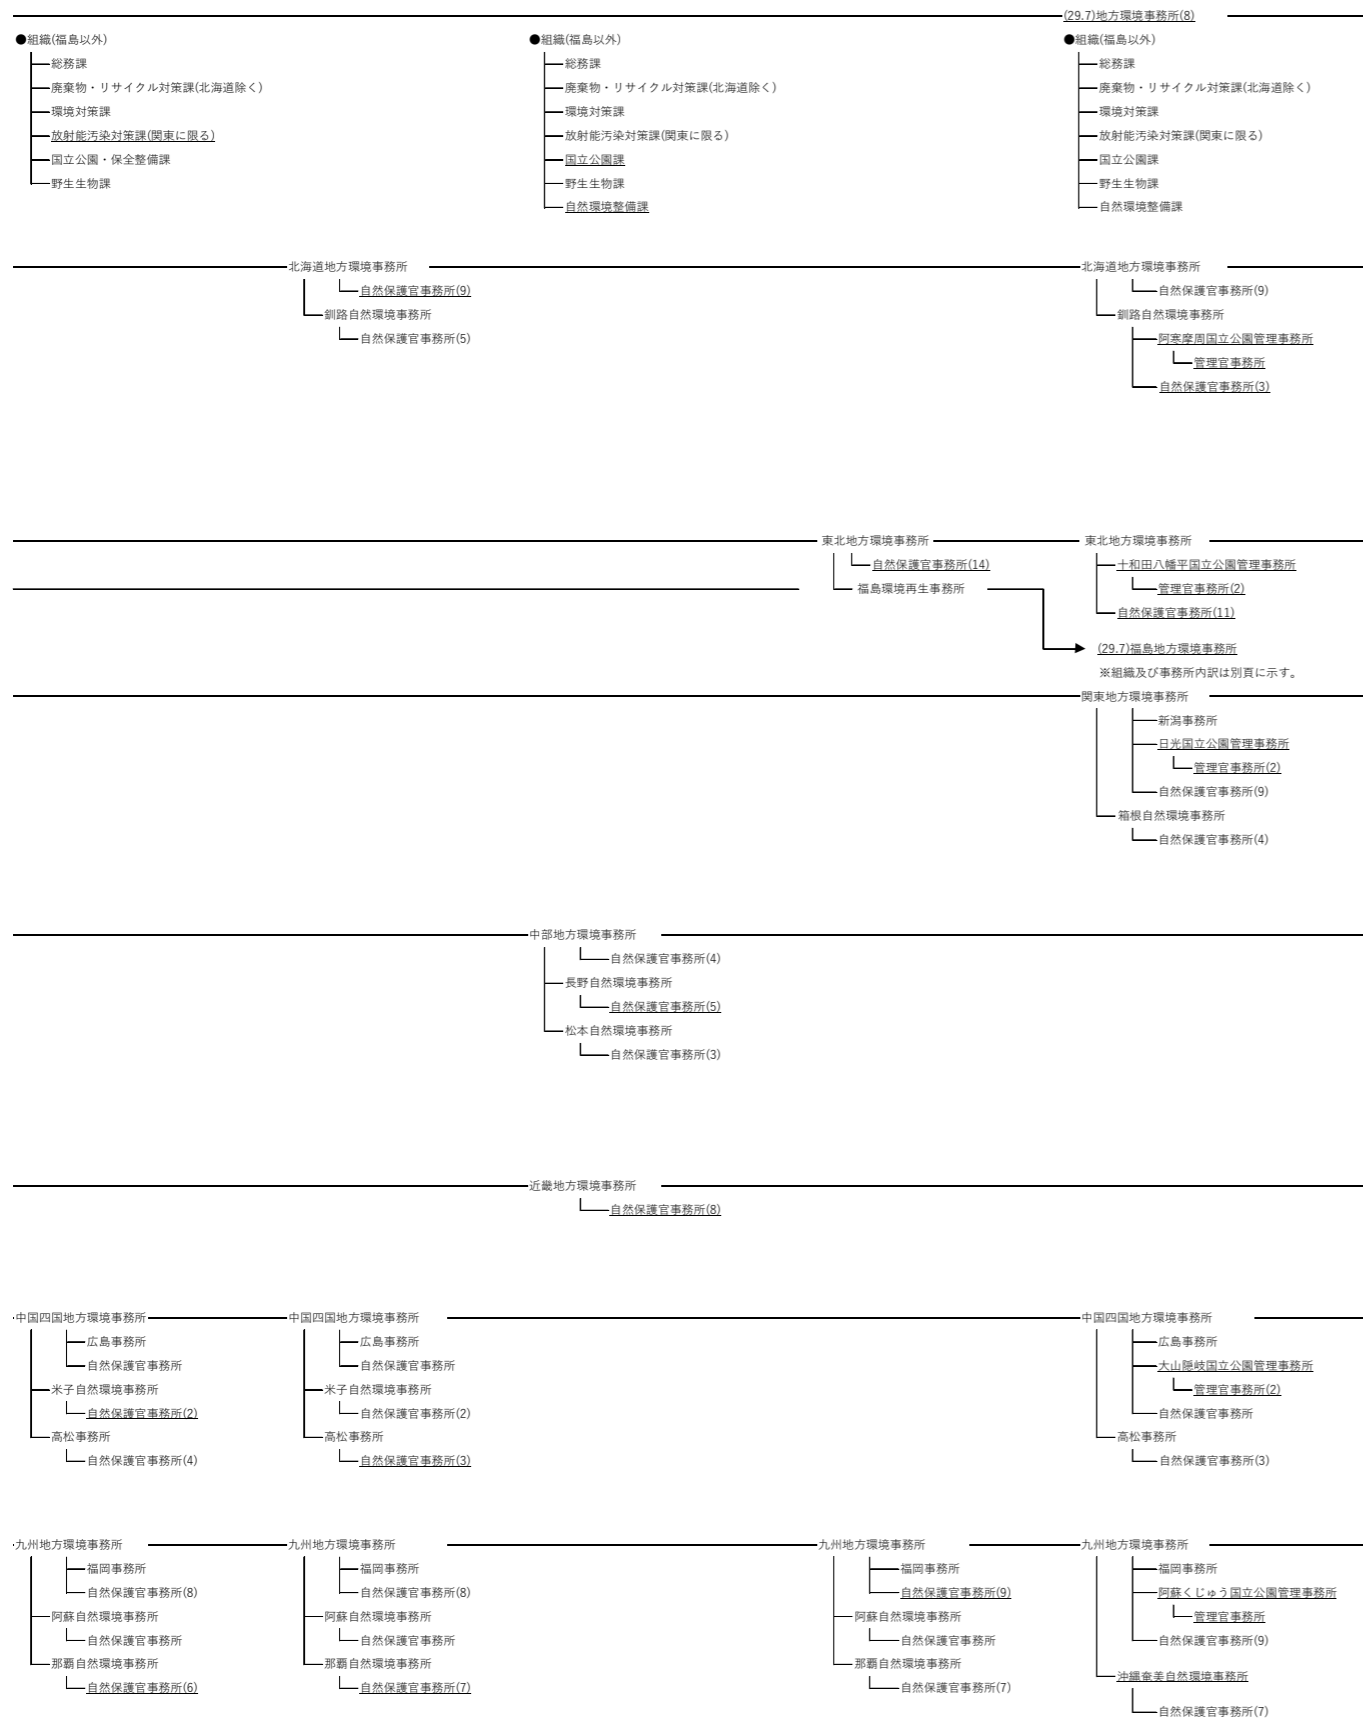 (29.7)地方環境事務所(8)
●組織(福島以外)
総務課
廃棄物・リサイクル対策課(北海道除く)
環境対策課
放射能汚染対策課(関東に限る)
国立公園・保全整備課
野生生物課
●組織(福島以外)
総務課
廃棄物・リサイクル対策課(北海道除く)
環境対策課
放射能汚染対策課(関東に限る)
国立公園課
野生生物課
自然環境整備課
●組織(福島以外)
総務課
廃棄物・リサイクル対策課(北海道除く)
環境対策課
放射能汚染対策課(関東に限る)
国立公園課
野生生物課
自然環境整備課
北海道地方環境事務所
自然保護官事務所(9)
釧路自然環境事務所
自然保護官事務所(5)
北海道地方環境事務所
自然保護官事務所(9)
釧路自然環境事務所
阿寒摩周国立公園管理事務所
管理官事務所
自然保護官事務所(3)
東北地方環境事務所
自然保護官事務所(14)
福島環境再生事務所
東北地方環境事務所
十和田八幡平国立公園管理事務所
管理官事務所(2)
自然保護官事務所(11)
(29.7)福島地方環境事務所
※組織及び事務所内訳は別頁に示す。
関東地方環境事務所
新潟事務所
日光国立公園管理事務所
管理官事務所(2)
自然保護官事務所(9)
箱根自然環境事務所
自然保護官事務所(4)
中部地方環境事務所
自然保護官事務所(4)
長野自然環境事務所
自然保護官事務所(5)
松本自然環境事務所
自然保護官事務所(3)
近畿地方環境事務所
自然保護官事務所(8)
中国四国地方環境事務所
広島事務所
自然保護官事務所
米子自然環境事務所
自然保護官事務所(2)
高松事務所
自然保護官事務所(4)
中国四国地方環境事務所
広島事務所
自然保護官事務所
米子自然環境事務所
自然保護官事務所(2)
高松事務所
自然保護官事務所(3)
中国四国地方環境事務所
広島事務所
大山隠岐国立公園管理事務所
管理官事務所(2)
自然保護官事務所
高松事務所
自然保護官事務所(3)
九州地方環境事務所
福岡事務所
自然保護官事務所(8)
阿蘇自然環境事務所
自然保護官事務所
那覇自然環境事務所
自然保護官事務所(6)
九州地方環境事務所
福岡事務所
自然保護官事務所(8)
阿蘇自然環境事務所
自然保護官事務所
那覇自然環境事務所
自然保護官事務所(7)
九州地方環境事務所
福岡事務所
自然保護官事務所(9)
阿蘇自然環境事務所
自然保護官事務所
那覇自然環境事務所
自然保護官事務所(7)
九州地方環境事務所
福岡事務所
阿蘇くじゅう国立公園管理事務所
管理官事務所
自然保護官事務所(9)
沖縄奄美自然環境事務所
自然保護官事務所(7)